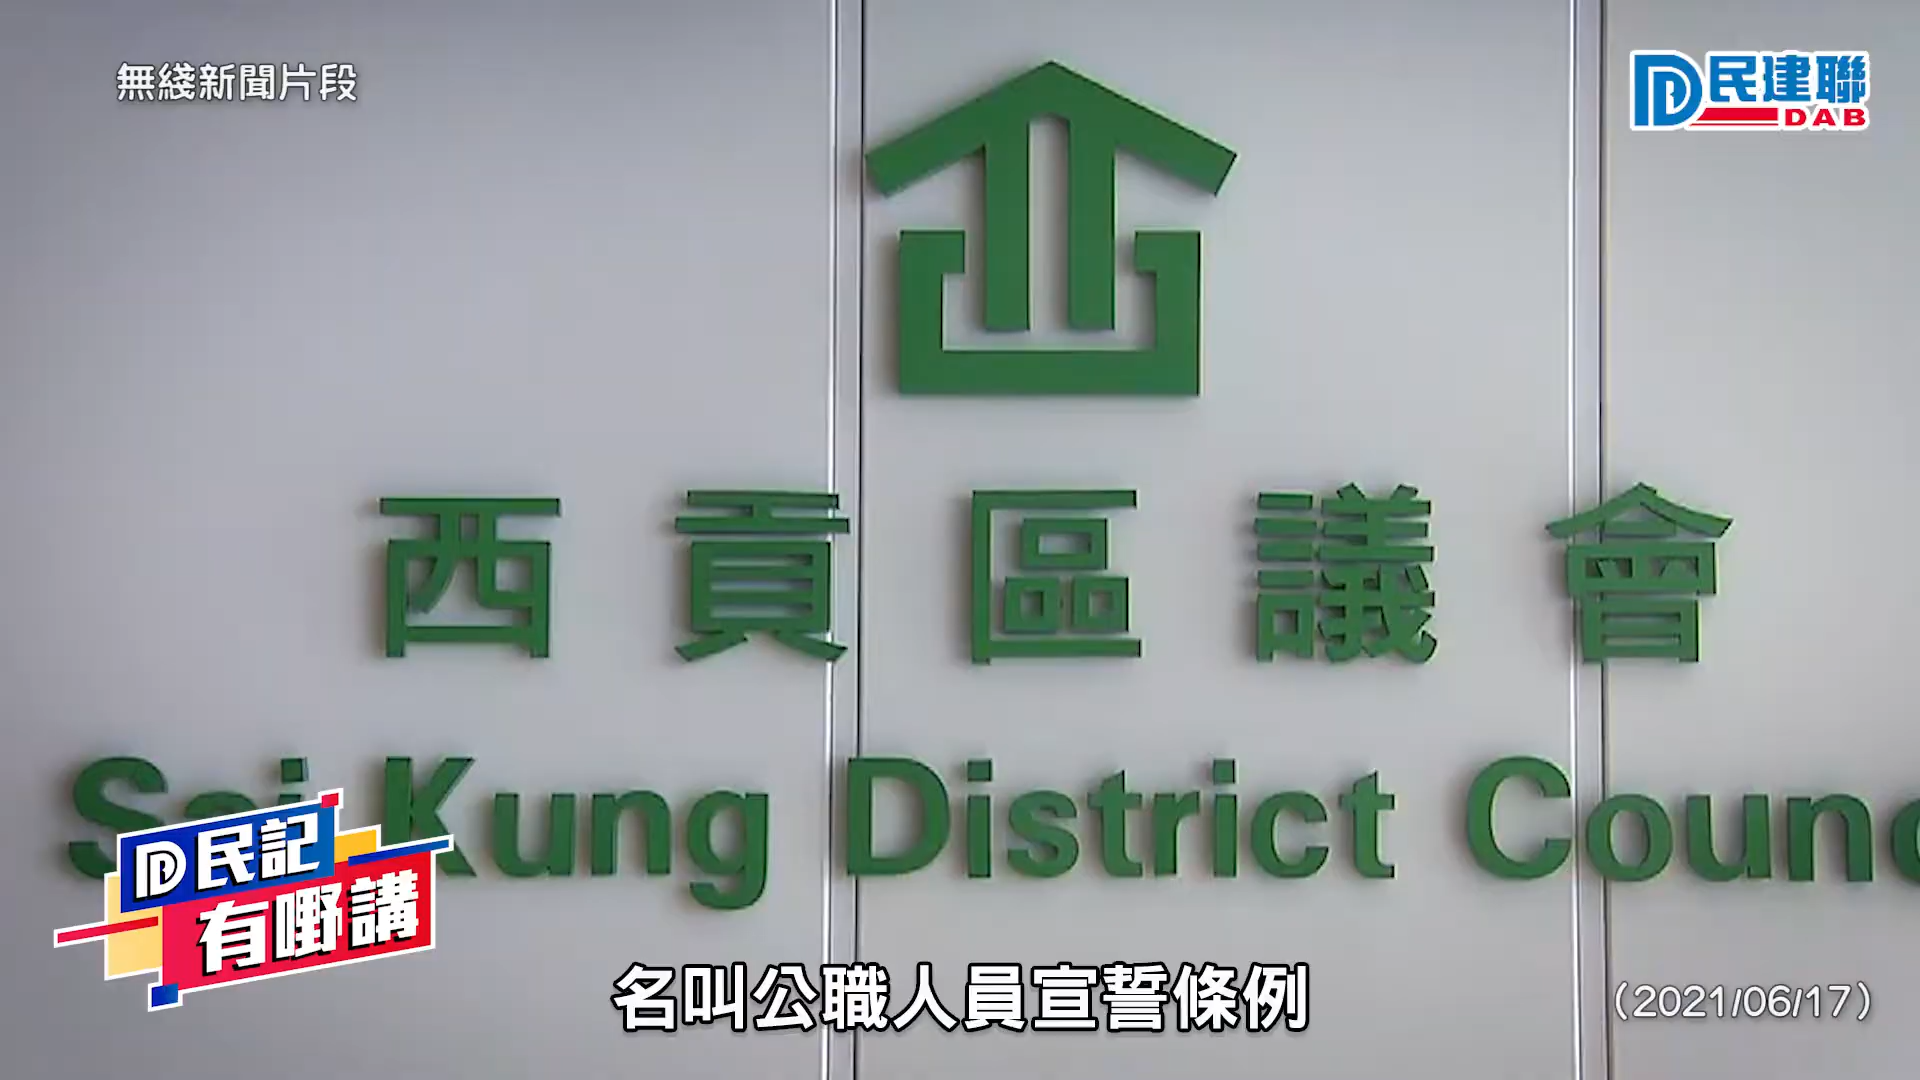 無綫新聞片段
民建聯
DAB
西貢區議會
Sai Kung District Counc
民記
有嘢講
名叫公職人員宣誓條例
(2021/06/17)